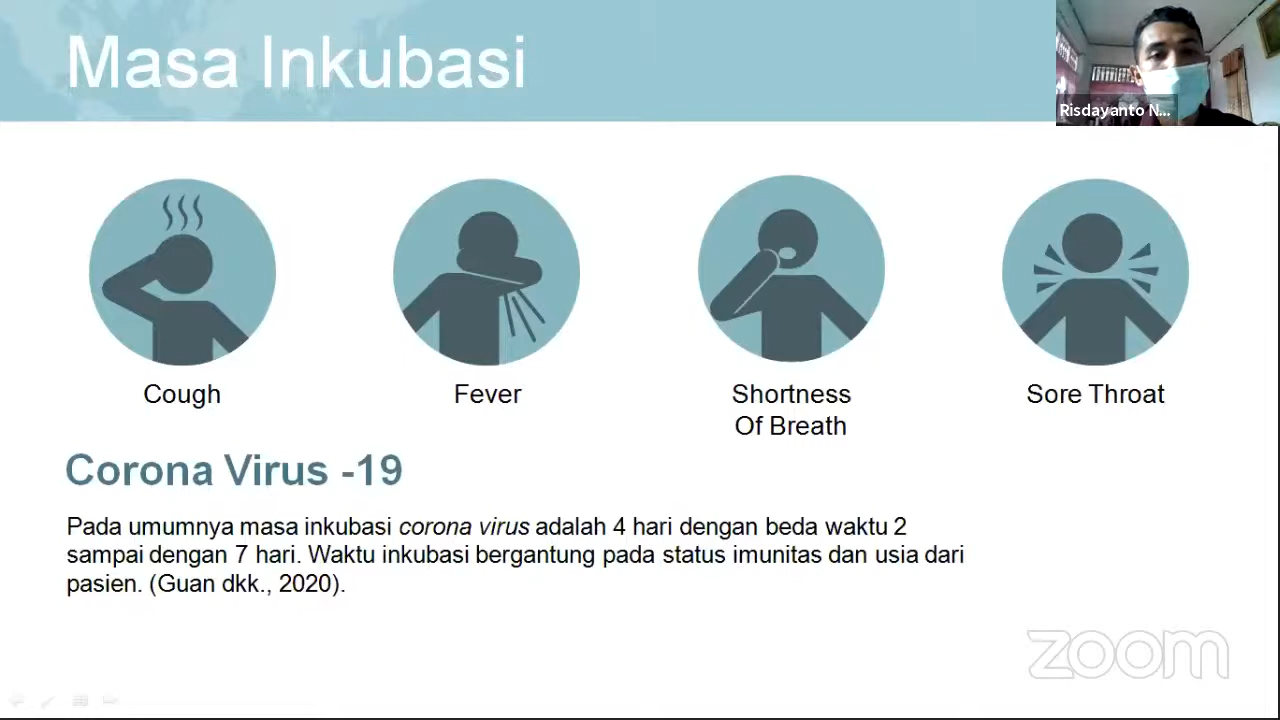 Masa Inkubasi
Risdayanto N...
Cough
Fever
Shortness
Of Breath
Sore Throat
Corona Virus -19
Pada umumnya masa inkubasi corona virus adalah 4 hari dengan beda waktu 2
sampai dengan 7 hari. Waktu inkubasi bergantung pada status imunitas dan usia dari
pasien. (Guan dkk., 2020).
zoom